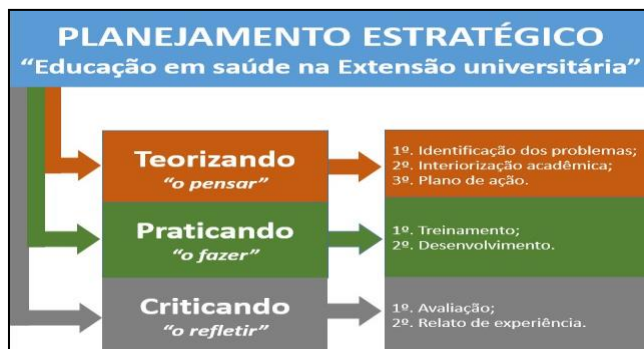 PLANEJAMENTO ESTRATÉGICO
“Educação em saúde na Extensão universitária”
Teorizando
“o pensar”
1º. Identificação dos problemas;
2º. Interiorização acadêmica;
3º. Plano de ação.
Praticando
“o fazer”
1º. Treinamento;
2º. Desenvolvimento.
Criticando
“o refletir”
1º. Avaliação;
2º. Relato de experiência.